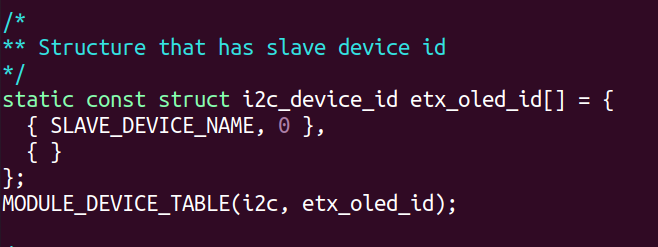 /*
** Structure that has slave device id
*/
static const struct i2c_device_id etx_oled_id[] = {
  { SLAVE_DEVICE_NAME, 0 },
  { }
};
MODULE_DEVICE_TABLE(i2c, etx_oled_id);